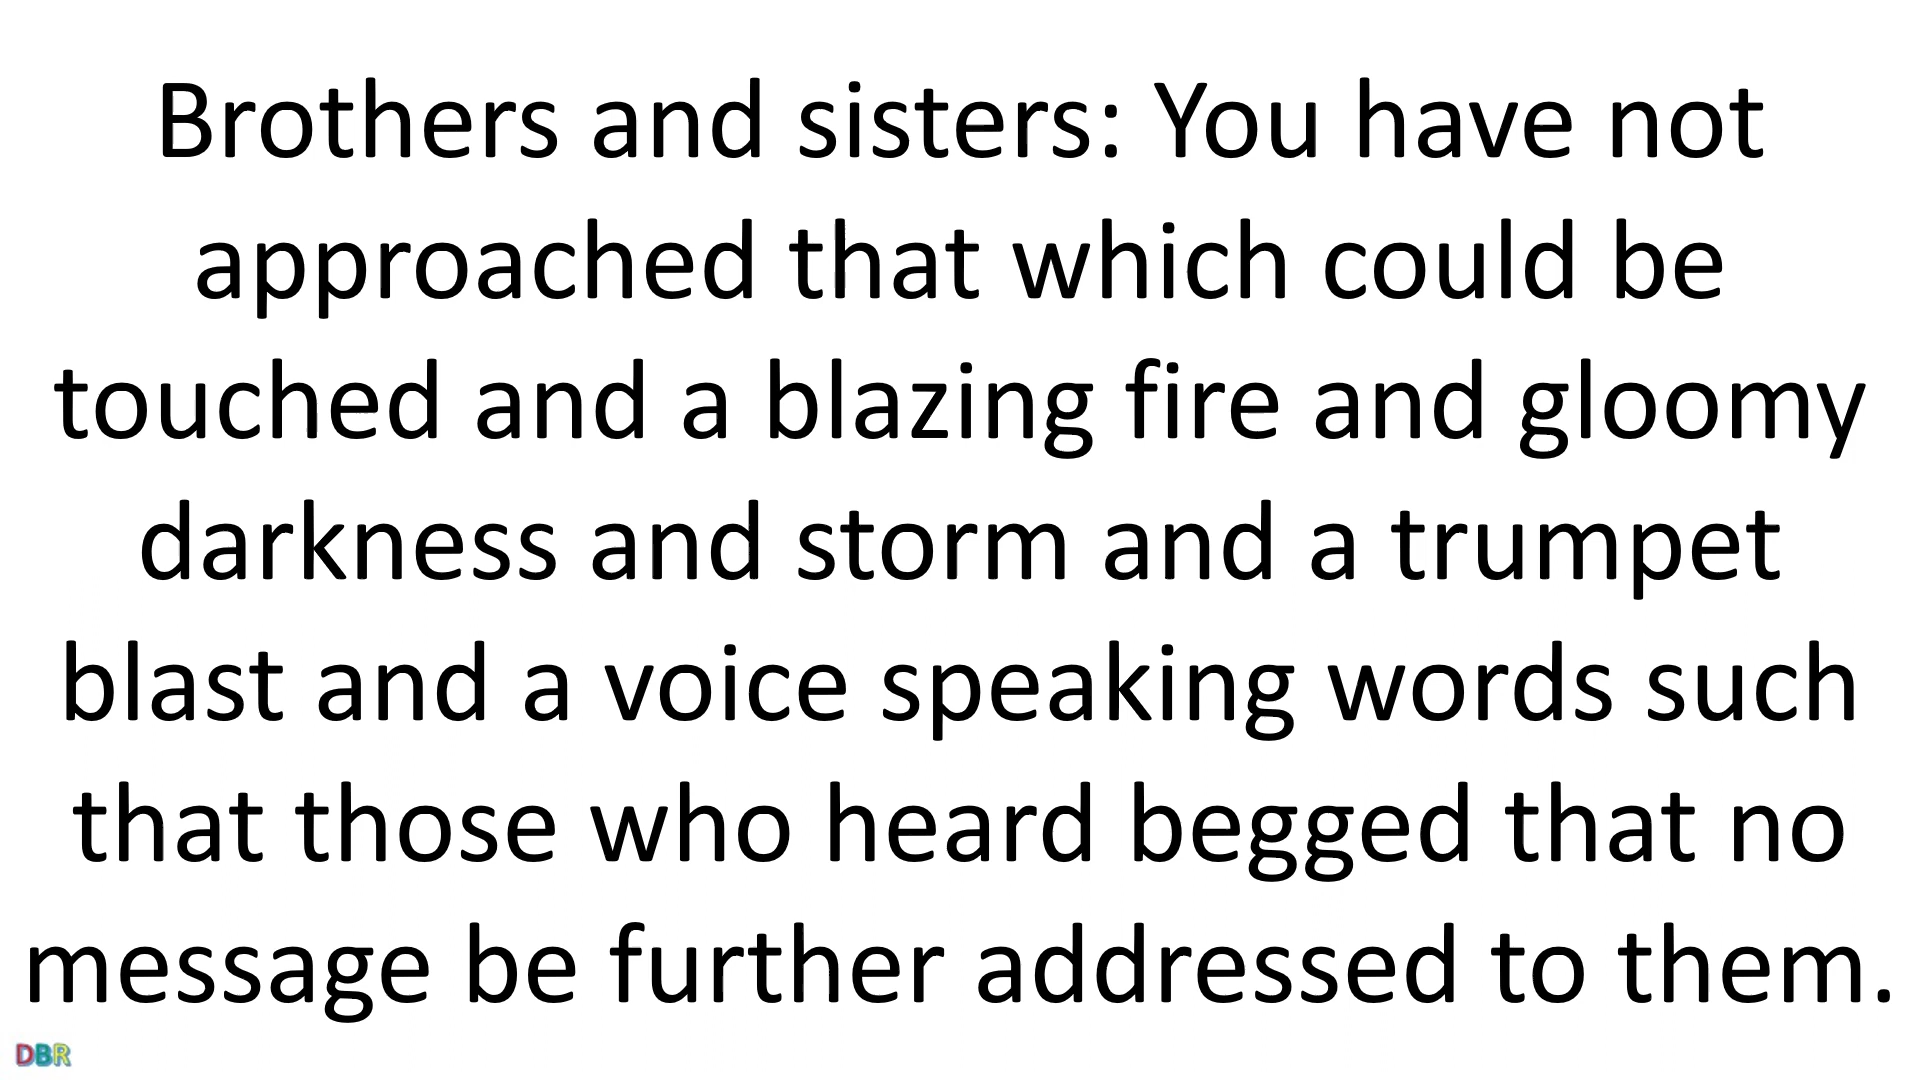 Brothers and sisters: You have not
approached that which could be
touched and a blazing fire and gloomy
darkness and storm and a trumpet
blast and a voice speaking words such
that those who heard begged that no
message be further addressed to them.
DBR